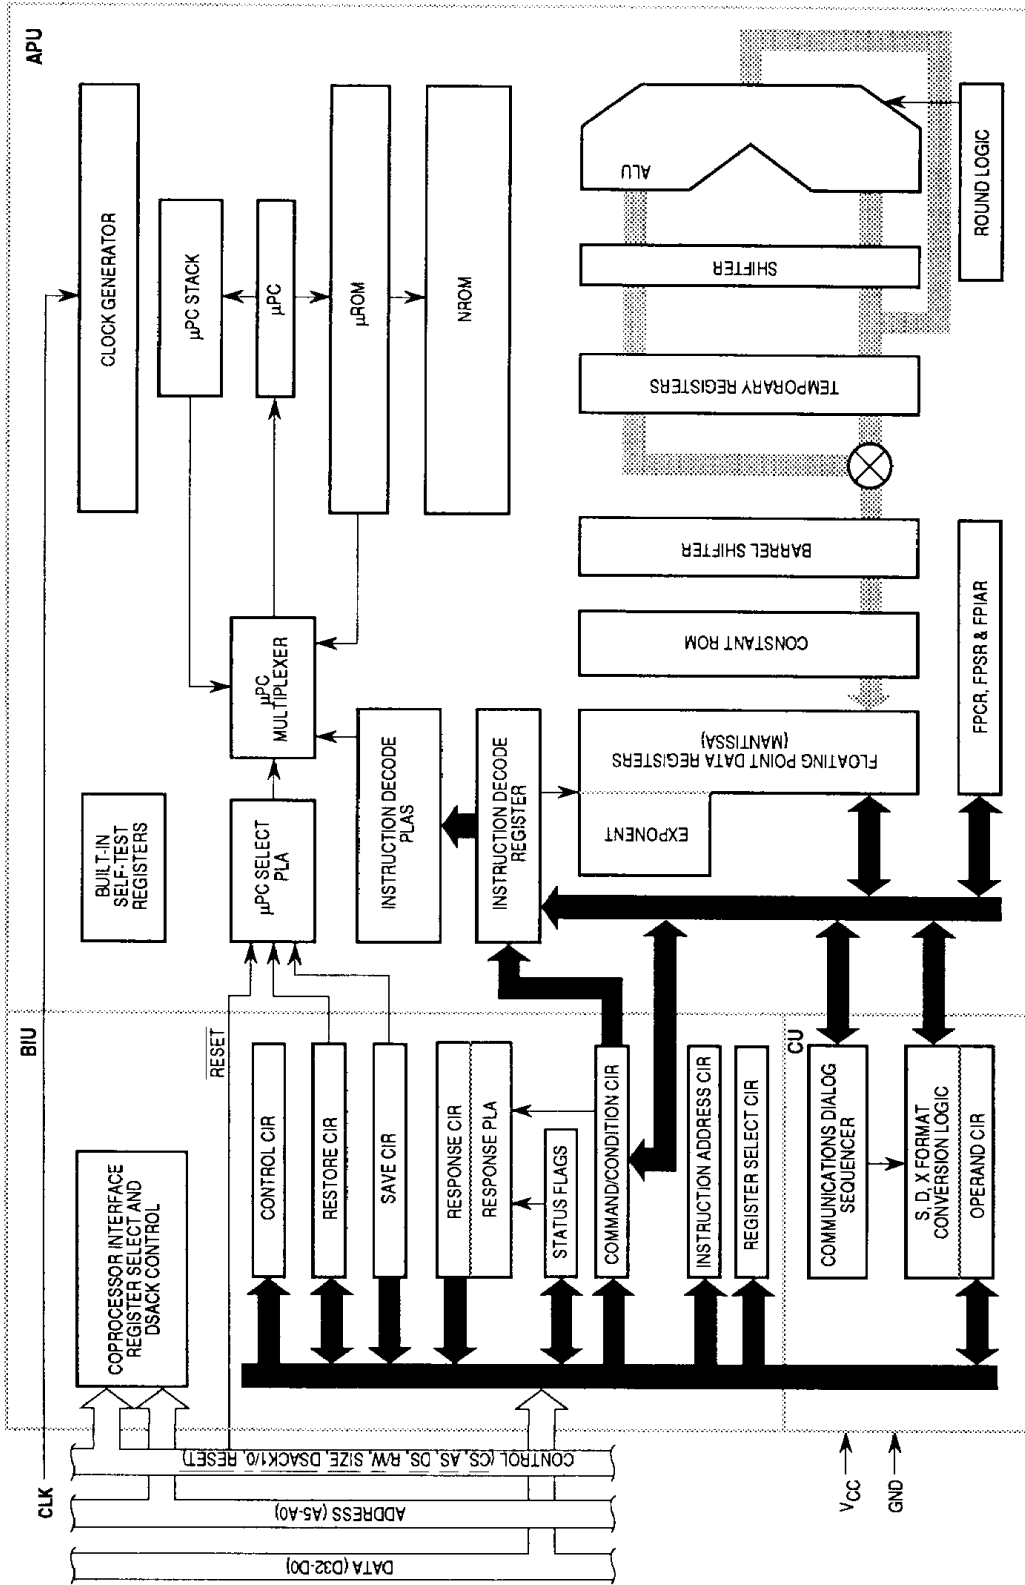 CLK
DATA (D32-D0)
ADDRESS (A5-A0)
CONTROL (CS, AS, DS, R/W, SIZE, DSACK1/0, RESET)
VCC
GND
BIU
COPROCESSOR INTERFACE
REGISTER SELECT AND
DSACK CONTROL
RESET
CONTROL CIR
RESTORE CIR
SAVE CIR
RESPONSE CIR
RESPONSE PLA
STATUS FLAGS
COMMAND/CONDITION CIR
INSTRUCTION ADDRESS CIR
REGISTER SELECT CIR
CU
COMMUNICATIONS DIALOG
SEQUENCER
S, D, X FORMAT
CONVERSION LOGIC
OPERAND CIR
APU
BUILT-IN
SELF-TEST
REGISTERS
CLOCK GENERATOR
μPC SELECT
PLA
μPC
MULTIPLEXER
μPC STACK
μPC
μROM
NROM
INSTRUCTION DECODE
PLAS
INSTRUCTION DECODE
REGISTER
EXPONENT
FLOATING POINT DATA REGISTERS
(MANTISSA)
CONSTANT ROM
BARREL SHIFTER
TEMPORARY REGISTERS
SHIFTER
ALU
FPCR, FPSR & FPIAR
ROUND LOGIC